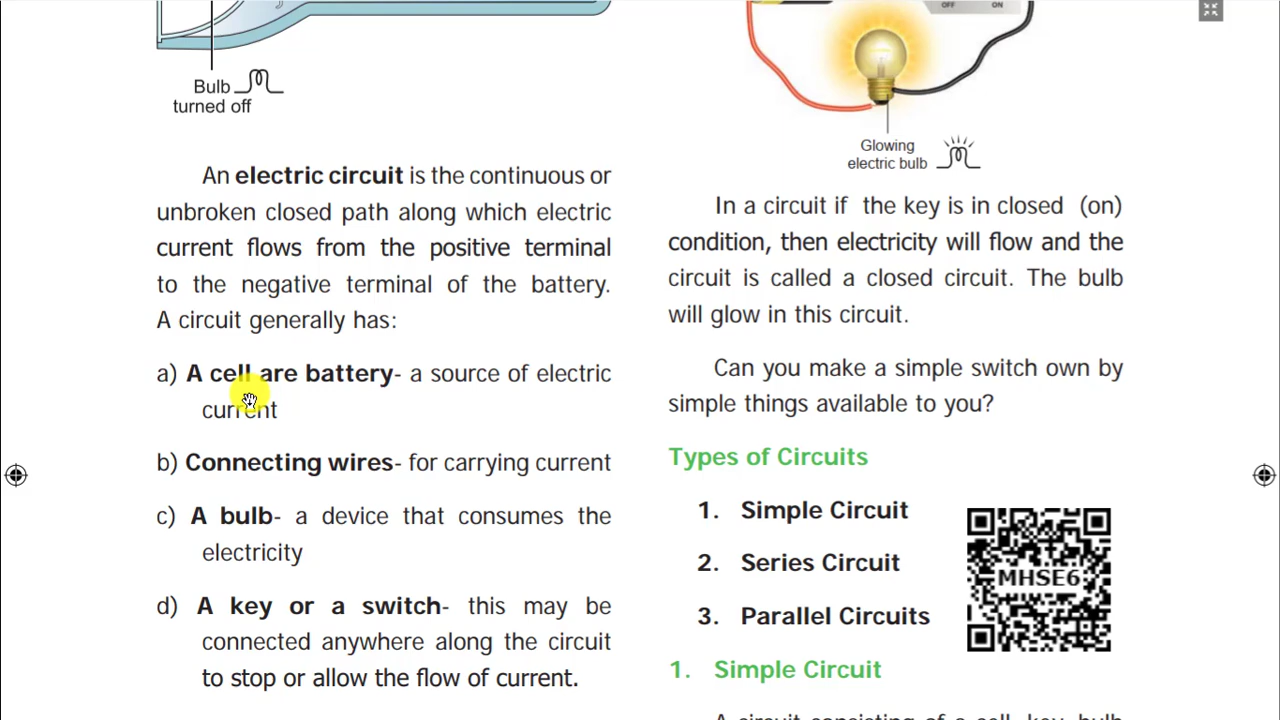 Bulb
turned off
An electric circuit is the continuous or
unbroken closed path along which electric
current flows from the positive terminal
to the negative terminal of the battery.
A circuit generally has:
a) A cell are battery- a source of electric
current
b) Connecting wires- for carrying current
c) A bulb- a device that consumes the
electricity
d) A key or a switch- this may be
connected anywhere along the circuit
to stop or allow the flow of current.
OFF ON
Glowing
electric bulb
In a circuit if the key is in closed (on)
condition, then electricity will flow and the
circuit is called a closed circuit. The bulb
will glow in this circuit.
Can you make a simple switch own by
simple things available to you?
Types of Circuits
1. Simple Circuit
2. Series Circuit
3. Parallel Circuits
MHSE6
1. Simple Circuit
A circuit consisting of a cell, key, bulb